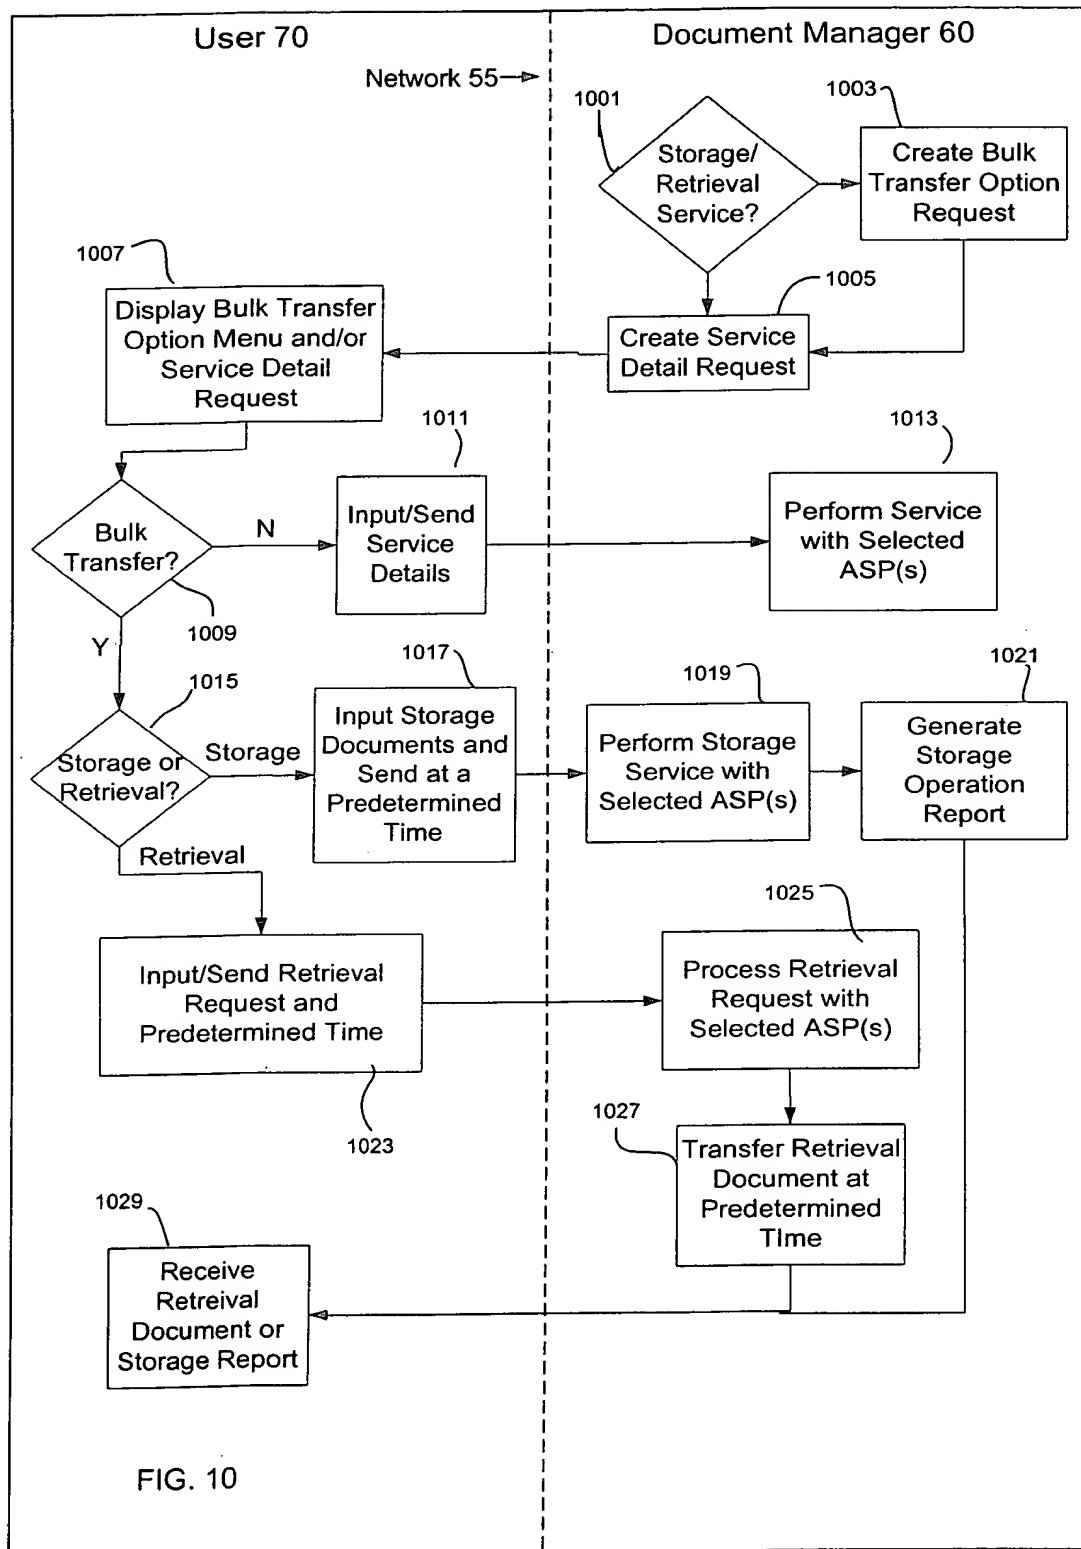 User 70
Document Manager 60
Network 55
1001
1003
Storage/
Retrieval
Service?
Create Bulk
Transfer Option
Request
1007
1005
Display Bulk Transfer
Option Menu and/or
Service Detail
Request
Create Service
Detail Request
1011
1013
Bulk
Transfer?
N
Input/Send
Service
Details
Perform Service
with Selected
ASP(s)
1009
Y
1015
1017
1019
1021
Storage or
Retrieval?
Storage
Input Storage
Documents and
Send at a
Predetermined
Time
Perform Storage
Service with
Selected ASP(s)
Generate
Storage
Operation
Report
Retrieval
1025
Input/Send Retrieval
Request and
Predetermined Time
Process Retrieval
Request with
Selected ASP(s)
1023
1027
Transfer Retrieval
Document at
Predetermined
TIme
1029
Receive
Retreival
Document or
Storage Report
FIG. 10